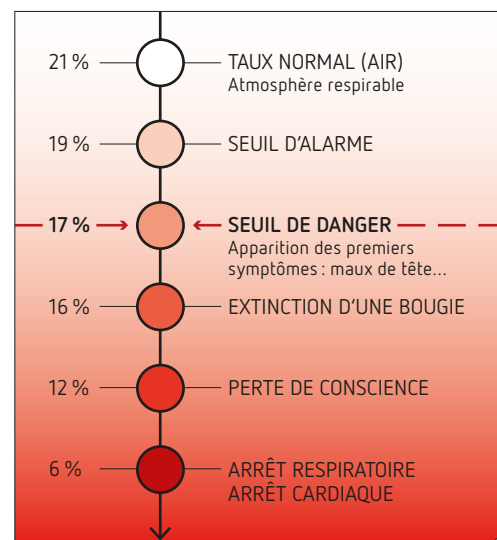 21 % TAUX NORMAL (AIR)
Atmosphère respirable
19 % SEUIL D'ALARME
17 % SEUIL DE DANGER
Apparition des premiers
symptômes : maux de tête...
16 % EXTINCTION D'UNE BOUGIE
12 % PERTE DE CONSCIENCE
6 % ARRÊT RESPIRATOIRE
ARRÊT CARDIAQUE